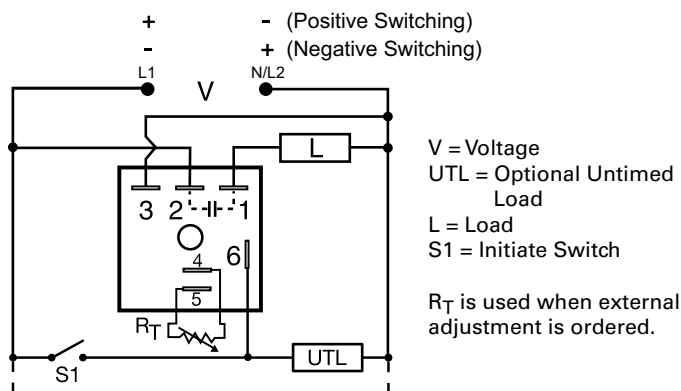 + - (Positive Switching)
- + (Negative Switching)
L1 V N/L2
L
3 2 1
6
4
5
RT
S1
UTL
V = Voltage
UTL = Optional Untimed
Load
L = Load
S1 = Initiate Switch
RT is used when external
adjustment is ordered.